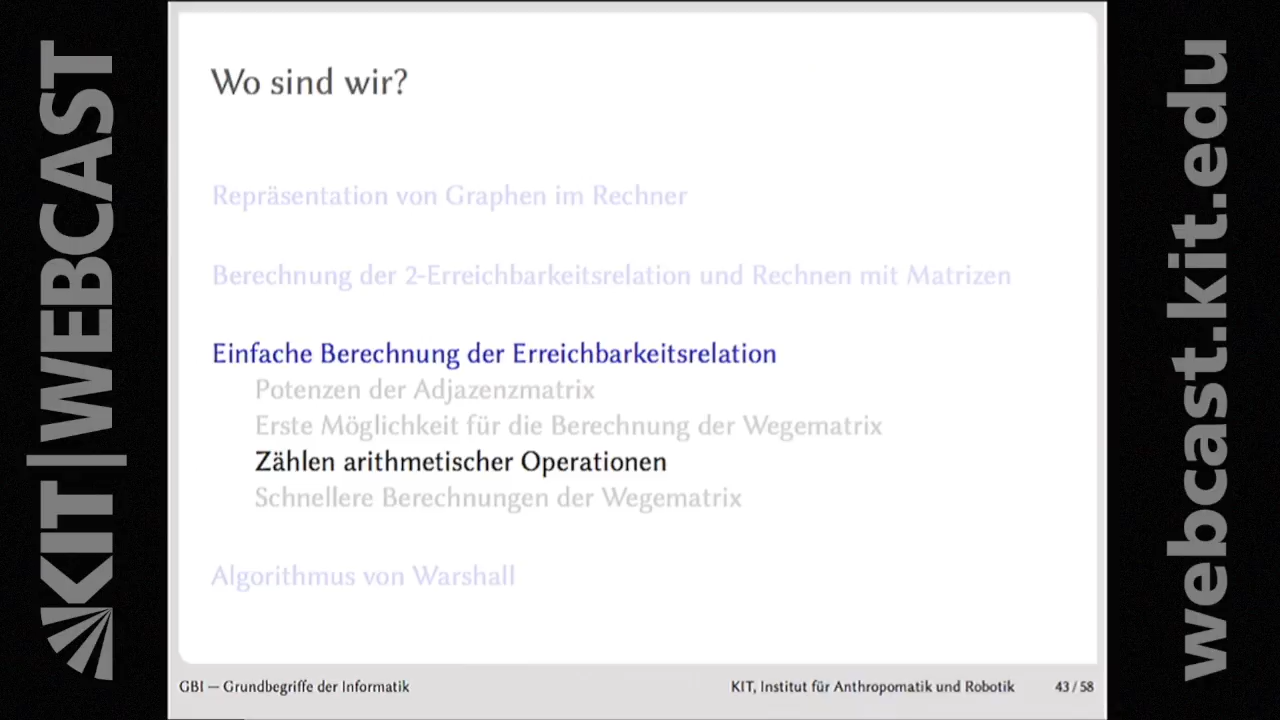 KIT | WEBCAST
Wo sind wir?
Repräsentation von Graphen im Rechner
Berechnung der 2-Erreichbarkeitsrelation und Rechnen mit Matrizen
Einfache Berechnung der Erreichbarkeitsrelation
Potenzen der Adjazenzmatrix
Erste Möglichkeit für die Berechnung der Wegematrix
Zählen arithmetischer Operationen
Schnellere Berechnungen der Wegematrix
Algorithmus von Warshall
GBI — Grundbegriffe der Informatik
KIT, Institut für Anthropomatik und Robotik
43 / 58
webcast.kit.edu